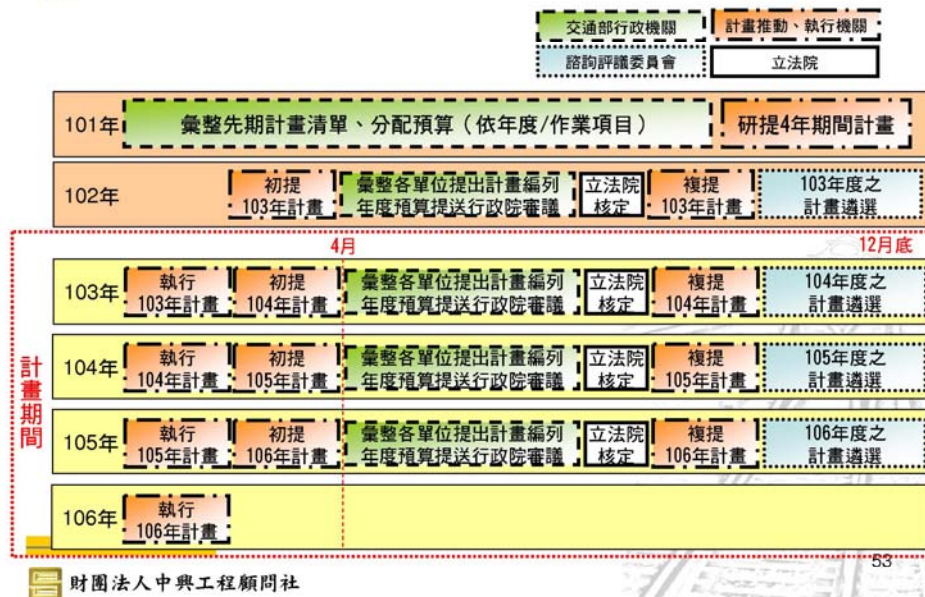 交通部行政機關
計畫推動、執行機關
諮詢評議委員會
立法院
101年
彙整先期計畫清單、分配預算（依年度/作業項目）
研提4年期間計畫
102年
初提
103年計畫
彙整各單位提出計畫編列
年度預算提送行政院審議
立法院
核定
複提
103年計畫
103年度之
計畫遴選
4月
12月底
計畫期間
103年
執行
103年計畫
初提
104年計畫
彙整各單位提出計畫編列
年度預算提送行政院審議
立法院
核定
複提
104年計畫
104年度之
計畫遴選
104年
執行
104年計畫
初提
105年計畫
彙整各單位提出計畫編列
年度預算提送行政院審議
立法院
核定
複提
105年計畫
105年度之
計畫遴選
105年
執行
105年計畫
初提
106年計畫
彙整各單位提出計畫編列
年度預算提送行政院審議
立法院
核定
複提
106年計畫
106年度之
計畫遴選
106年
執行
106年計畫
53
財團法人中興工程顧問社